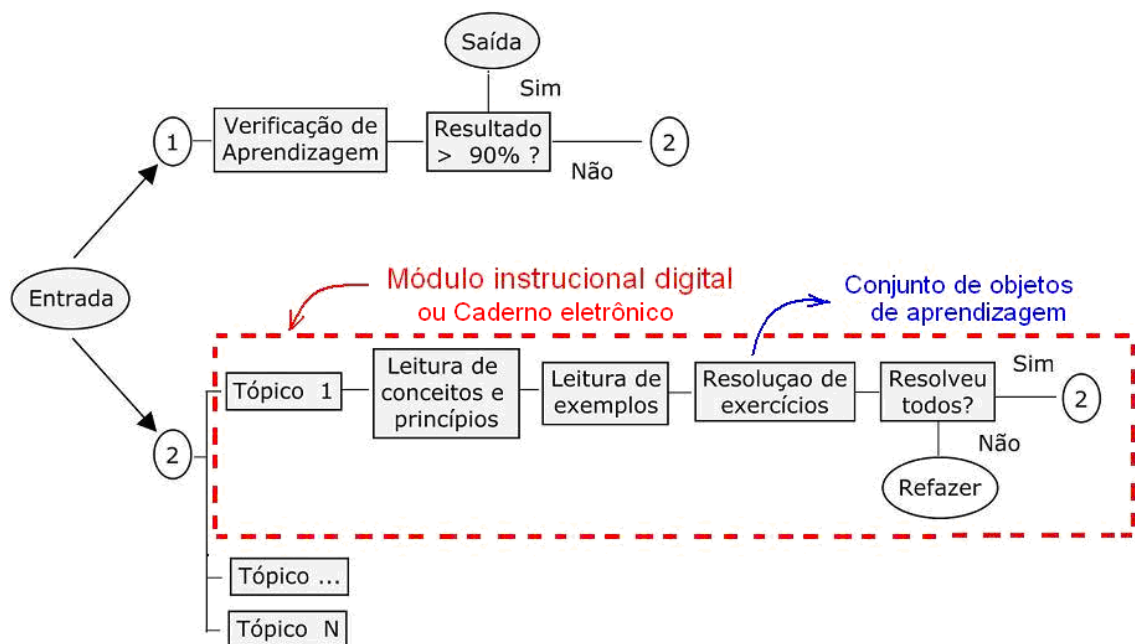 Saída
Sim
1
Verificação de
Aprendizagem
Resultado
> 90% ?
Não
2
Entrada
Módulo instrucional digital
ou Caderno eletrônico
Conjunto de objetos
de aprendizagem
2
Tópico 1
Leitura de
conceitos e
princípios
Leitura de
exemplos
Resoluçao de
exercícios
Resolveu
todos?
Sim
2
Não
Refazer
Tópico ...
Tópico N